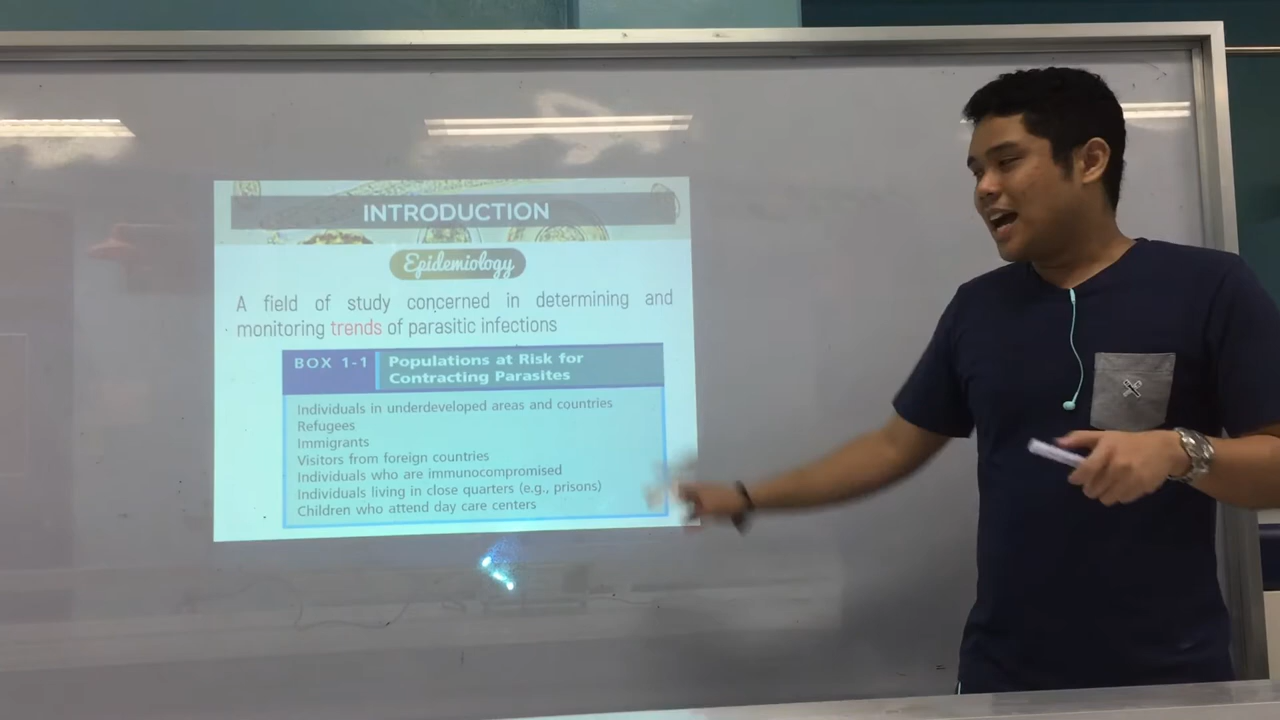 INTRODUCTION
Epidemiology
A field of study concerned in determining and
monitoring trends of parasitic infections
BOX 1-1
Populations at Risk for
Contracting Parasites
Individuals in underdeveloped areas and countries
Refugees
Immigrants
Visitors from foreign countries
Individuals who are immunocompromised
Individuals living in close quarters (e.g., prisons)
Children who attend day care centers